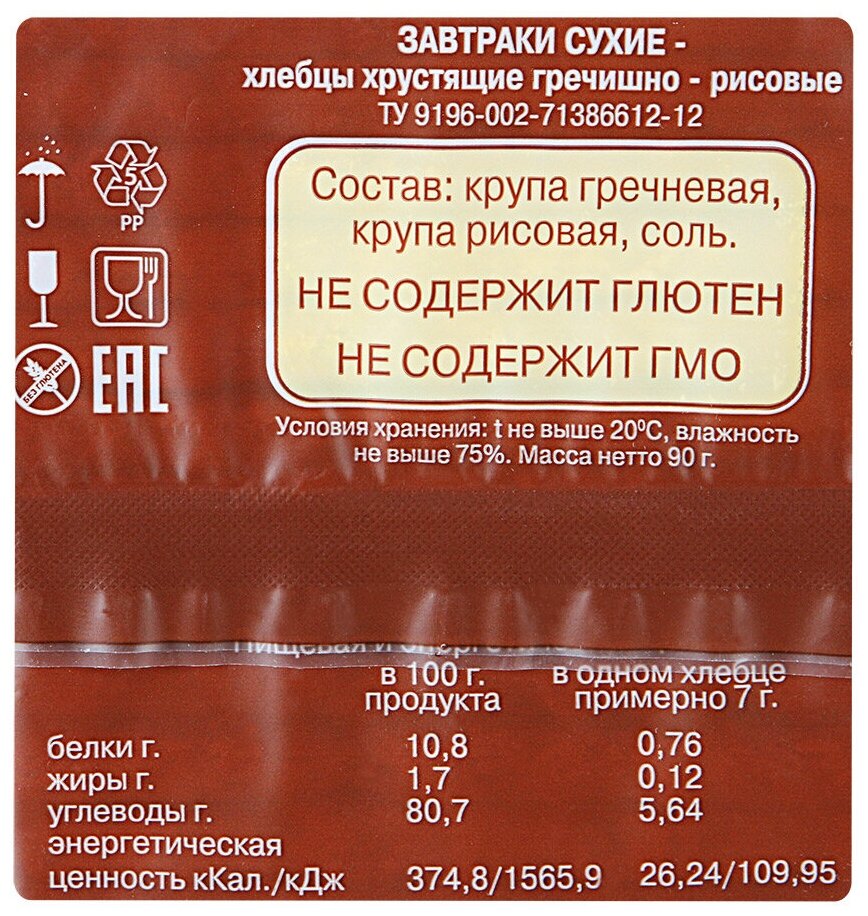 ЗАВТРАКИ СУХИЕ -
хлебцы хрустящие гречишно - рисовые
ТУ 9196-002-71386612-12
5
PP
БЕЗ ГЛЮТЕНА
ЕАС
Состав: крупа гречневая,
крупа рисовая, соль.
НЕ СОДЕРЖИТ ГЛЮТЕН
НЕ СОДЕРЖИТ ГМО
Условия хранения: t не выше 20⁰С, влажность
не выше 75%. Масса нетто 90 г.
Пищевая и
в 100 г. в одном хлебце
продукта примерно 7 г.
белки г. 10,8 0,76
жиры г. 1,7 0,12
углеводы г. 80,7 5,64
энергетическая
ценность кКал./кДж 374,8/1565,9 26,24/109,95